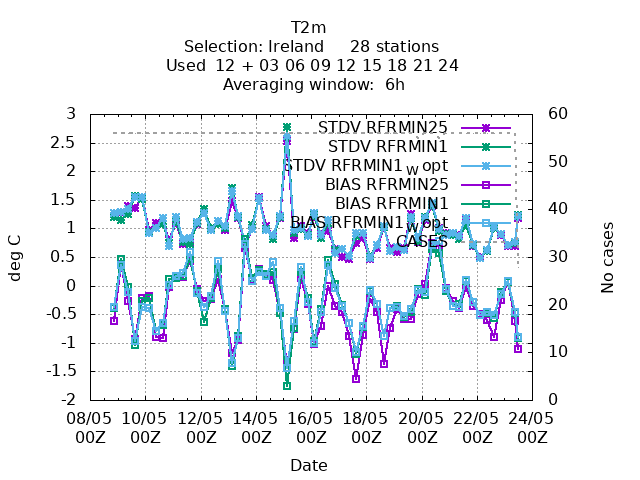 T2m
Selection: Ireland 28 stations
Used 12 + 03 06 09 12 15 18 21 24
Averaging window: 6h
3
2.5
2
1.5
1
0.5
0
-0.5
-1
-1.5
-2
60
50
40
30
20
10
0
STDV RFRMIN25
STDV RFRMIN1
STDV RFRMIN1_w opt
BIAS RFRMIN25
BIAS RFRMIN1
BIAS RFRMIN1_w opt
CASES
deg C
No cases
08/05 10/05 12/05 14/05 16/05 18/05 20/05 22/05 24/05
00Z 00Z 00Z 00Z 00Z 00Z 00Z 00Z 00Z
Date